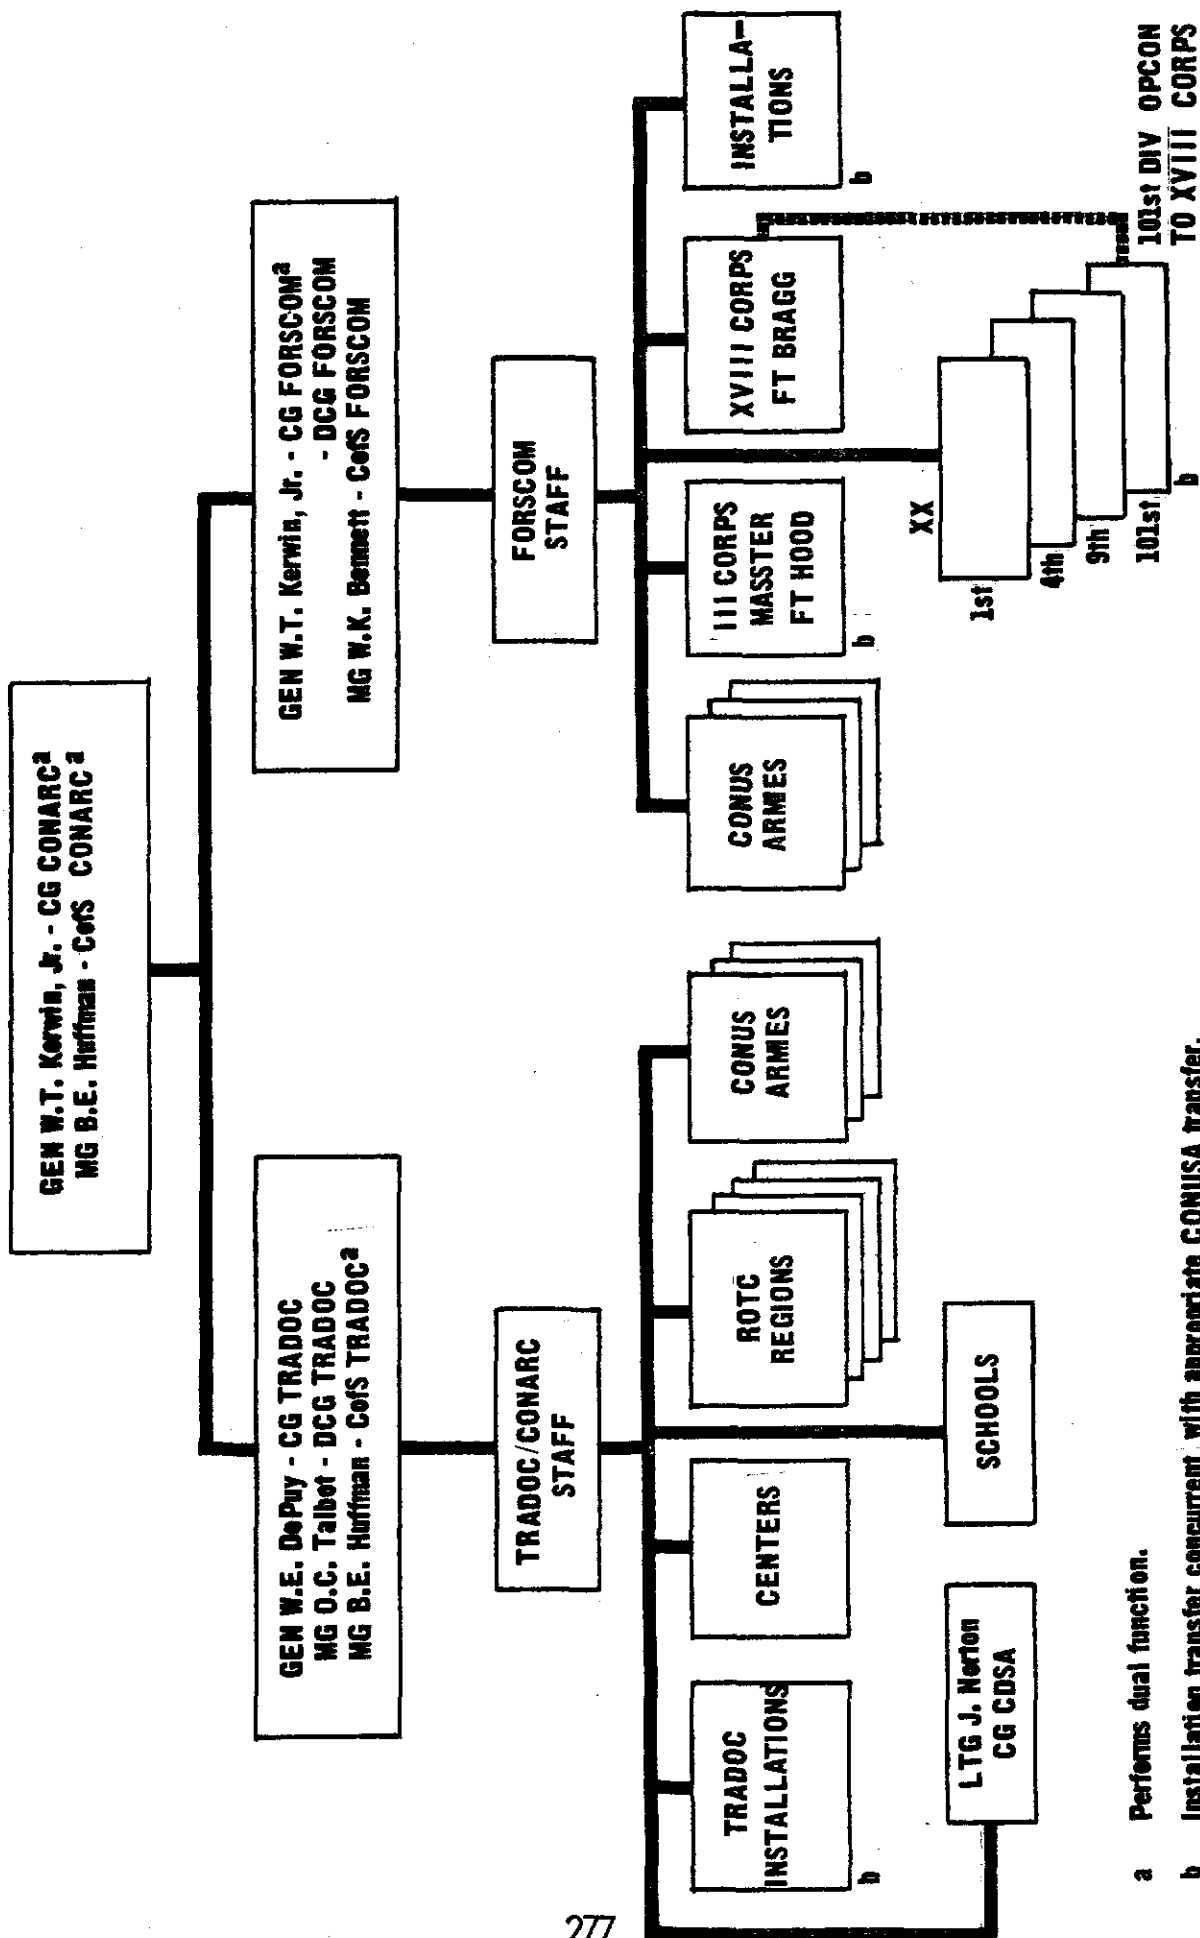 GEN W.T. Kerwin, Jr. - CG CONARCa
MG B.E. Huffman - CofS CONARCa
GEN W.E. DePuy - CG TRADOC
MG O.C. Talbot - DCG TRADOC
MG B.E. Huffman - CofS TRADOCa
GEN W.T. Kerwin, Jr. - CG FORSCOMa
- DCG FORSCOM
MG W.K. Bennett - CofS FORSCOM
TRADOC/CONARC
STAFF
FORSCOM
STAFF
TRADOC
INSTALLATIONS
b
CENTERS
ROTC
REGIONS
CONUS
ARMIES
CONUS
ARMIES
III CORPS
MASSTER
FT HOOD
b
XVIII CORPS
FT BRAGG
INSTALLA-
TIONS
b
LTG J. Norton
CG CDSA
SCHOOLS
XX
1st
4th
9th
101st
b
101st DIV OPCON
TO XVIII CORPS
a Performs dual function.
b Installation transfer concurrent with appropriate CONUSA transfer.
277